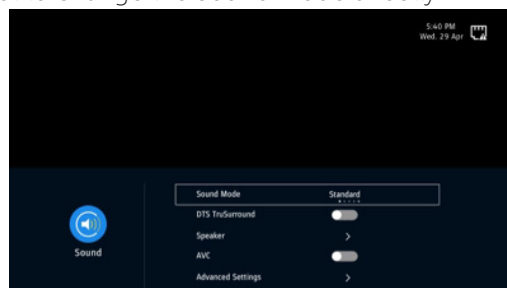 5:40 PM
Wed. 29 Apr
Sound Mode Standard
DTS TruSurround
Speaker
Sound
AVC
Advanced Settings